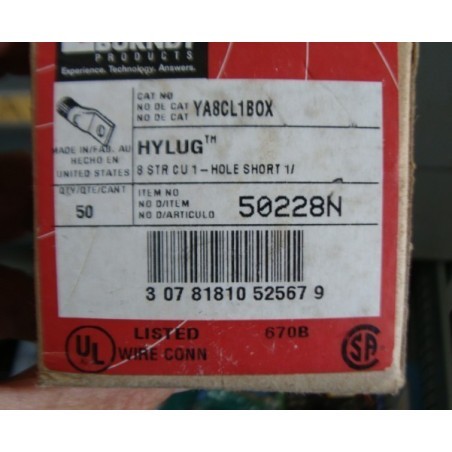 BURNDY
PRODUCTS
Experience. Technology. Answers.
CAT NO
NO DE CAT
NO DE CAT
YA8CL1BOX
HYLUG™
8 STR CU 1-HOLE SHORT 1/
MADE IN/FAB. AU
HECHO EN
UNITED STATES
QTY/QTE/CANT
50
ITEM NO
NO D/ITEM
NO D/ARTICULO
50228N
3 07 81810 52567 9
UL
LISTED
670B
WIRE CONN
SA